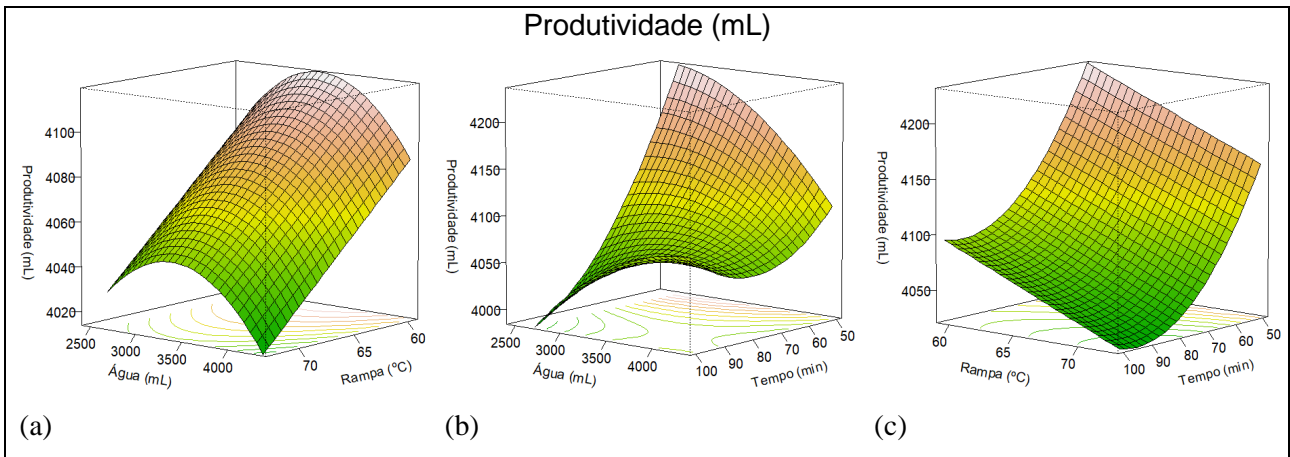 Produtividade (mL)
Produtividade (mL)
4100
4080
4060
4040
4020
2500
3000
3500
4000
Água (mL)
70
65
60
Rampa (ºC)
(a)
Produtividade (mL)
4200
4150
4100
4050
4000
2500
3000
3500
4000
Água (mL)
100 90 80 70 60 50
Tempo (min)
(b)
Produtividade (mL)
4200
4150
4100
4050
60
65
70
Rampa (ºC)
100 90 80 70 60 50
Tempo (min)
(c)